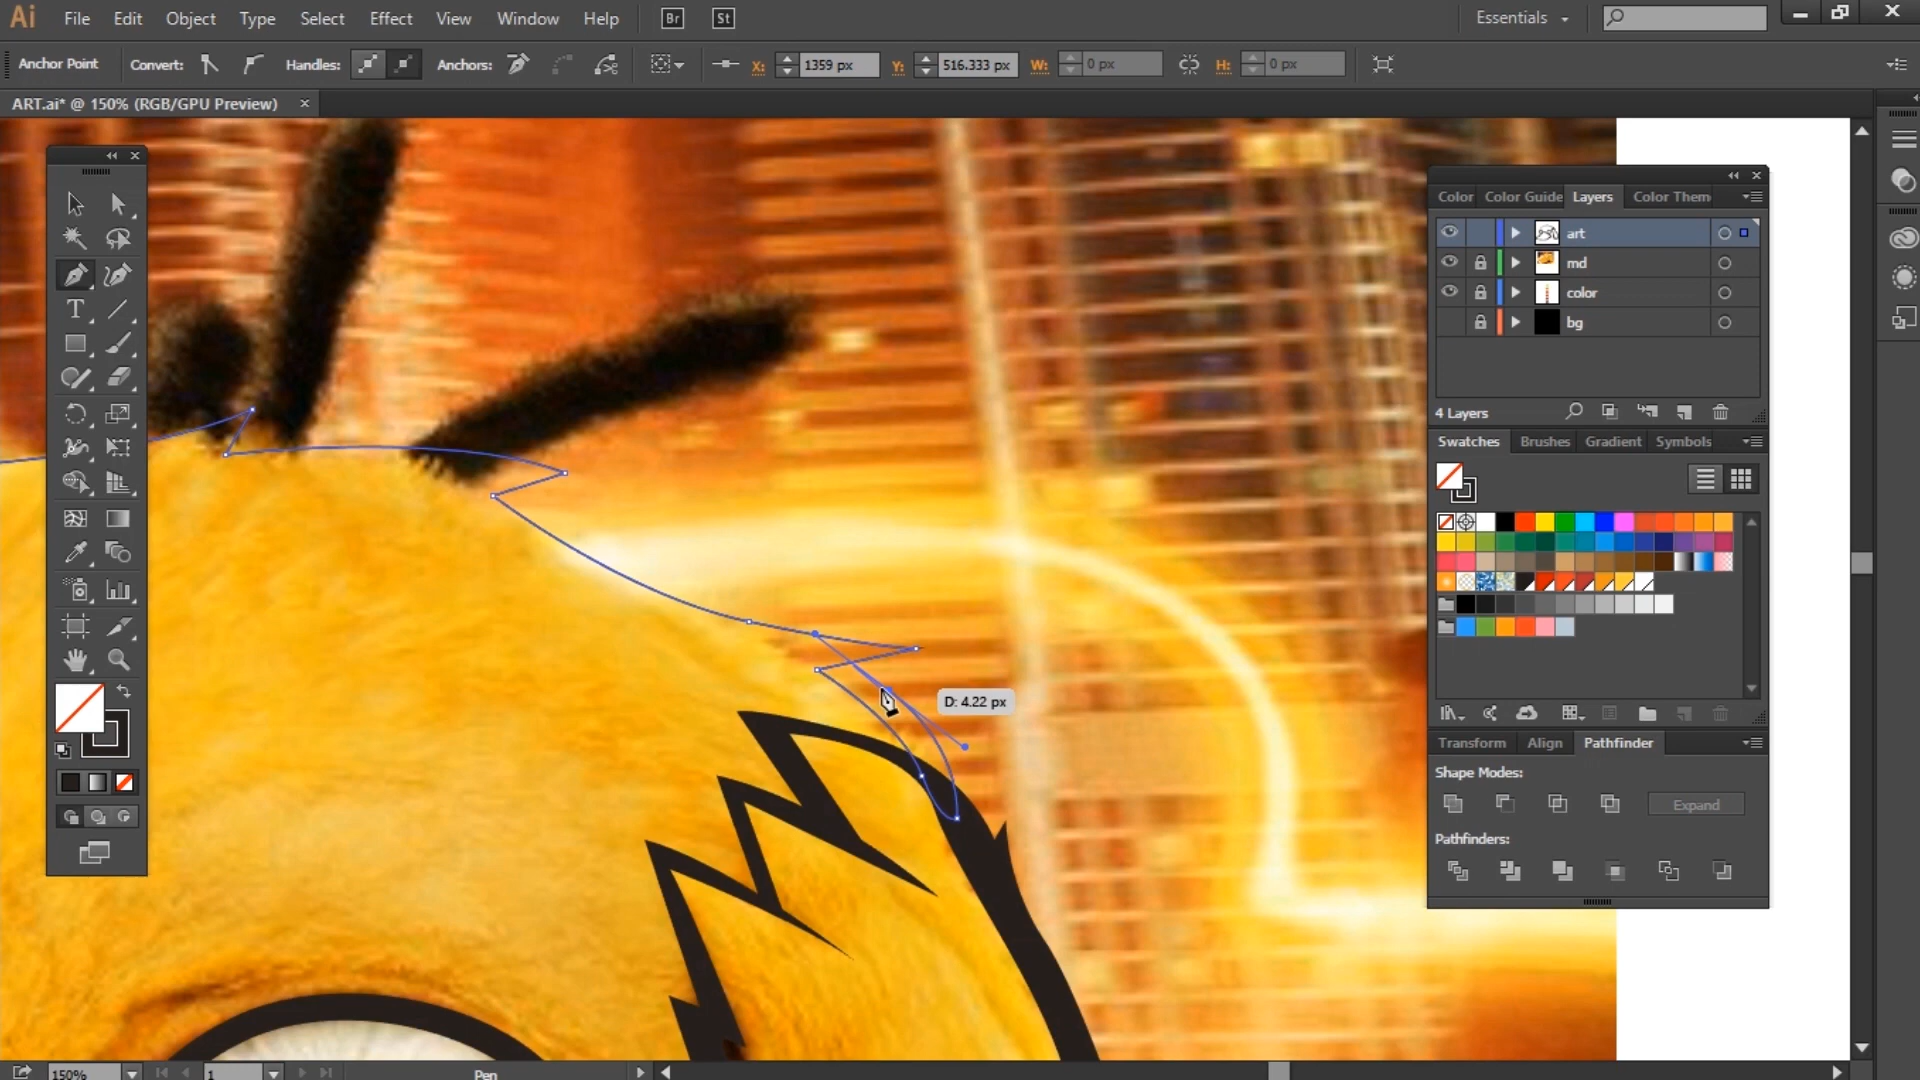 Ai File Edit Object Type Select Effect View Window Help Br St Essentials
Anchor Point Convert: Handles: Anchors: X: 1359 px Y: 516.333 px W: 0 px H: 0 px
ART.ai* @ 150% (RGB/GPU Preview) ×
Color Color Guide Layers Color Them
art
md
color
bg
4 Layers
Swatches Brushes Gradient Symbols
D: 4.22 px
Transform Align Pathfinder
Shape Modes:
Expand
Pathfinders:
150% 1 Pen